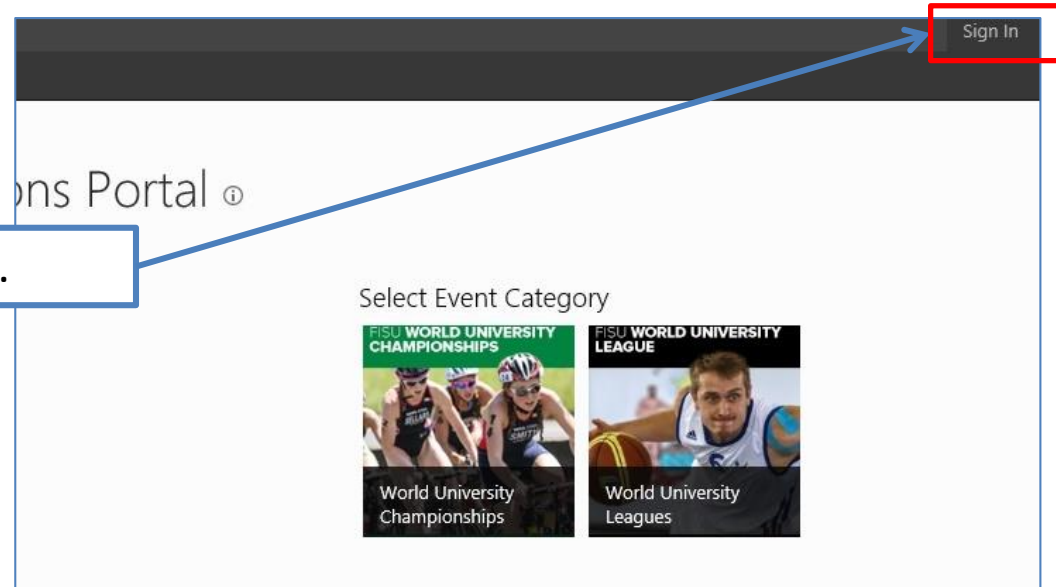 Sign In
Portal
.
Select Event Category
FISU WORLD UNIVERSITY
CHAMPIONSHIPS
World University
Championships
FISU WORLD UNIVERSITY
LEAGUE
World University
Leagues